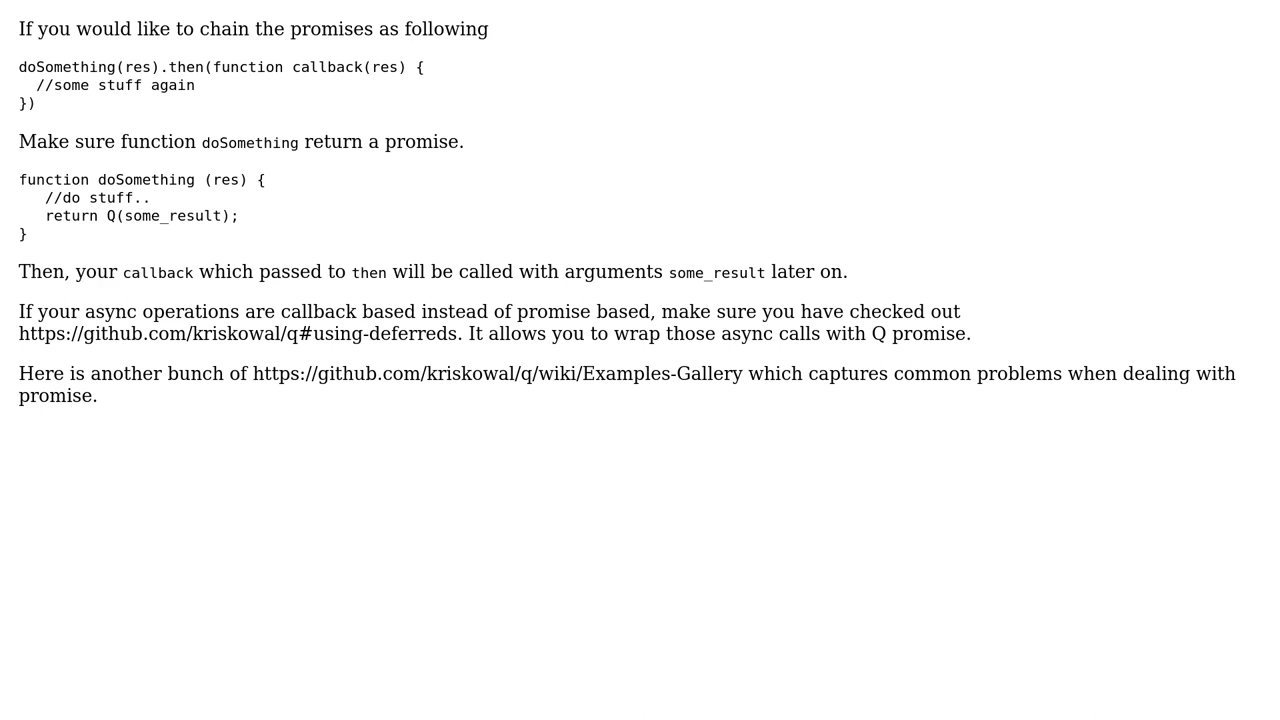 If you would like to chain the promises as following
doSomething(res).then(function callback(res) {
  //some stuff again
})
Make sure function doSomething return a promise.
function doSomething (res) {
   //do stuff..
   return Q(some_result);
}
Then, your callback which passed to then will be called with arguments some_result later on.
If your async operations are callback based instead of promise based, make sure you have checked out
https://github.com/kriskowal/q#using-deferreds. It allows you to wrap those async calls with Q promise.
Here is another bunch of https://github.com/kriskowal/q/wiki/Examples-Gallery which captures common problems when dealing with
promise.